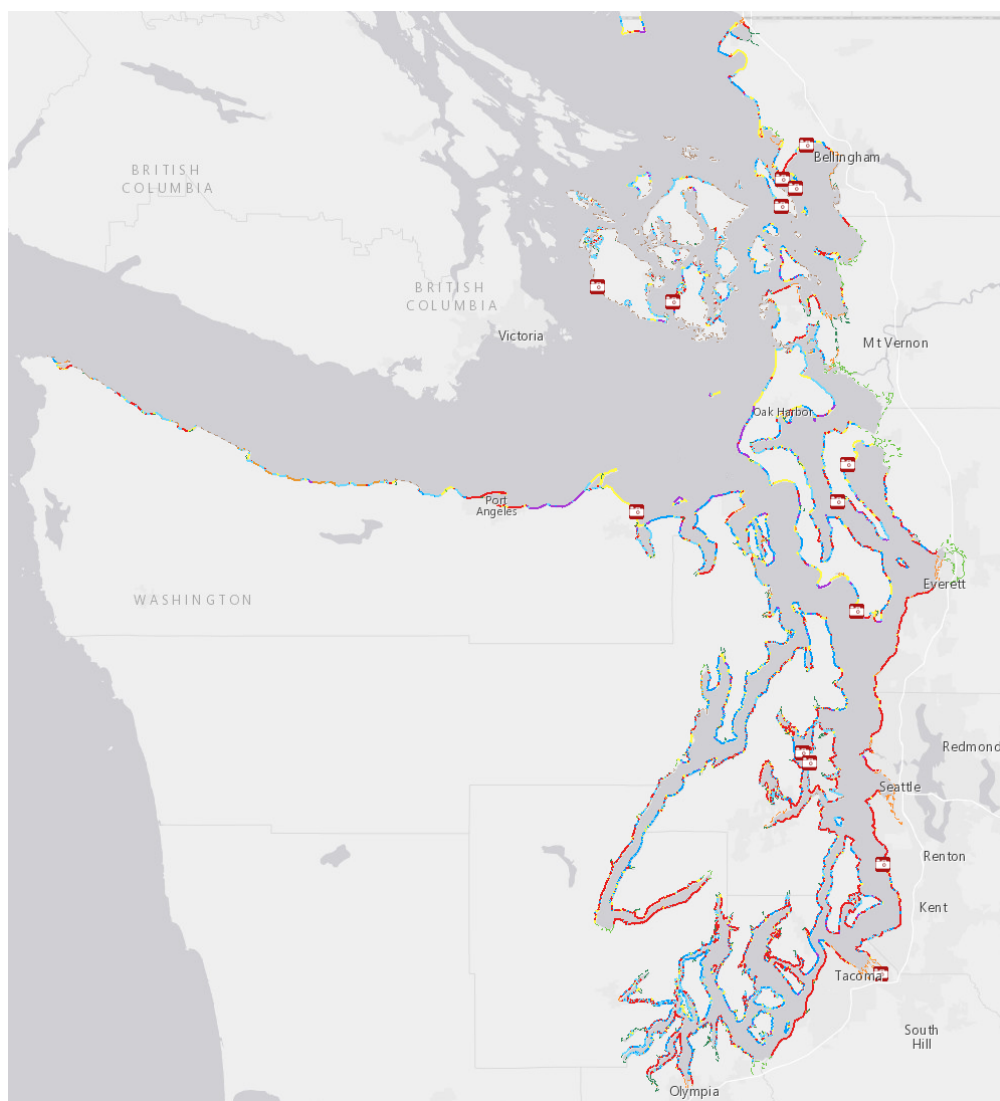 Bellingham
BRITISH
COLUMBIA
BRITISH
COLUMBIA
Victoria
Mt Vernon
Oak Harbor
Port
Angeles
Everett
WASHINGTON
Redmond
Seattle
Renton
Kent
Tacoma
South
Hill
Olympia